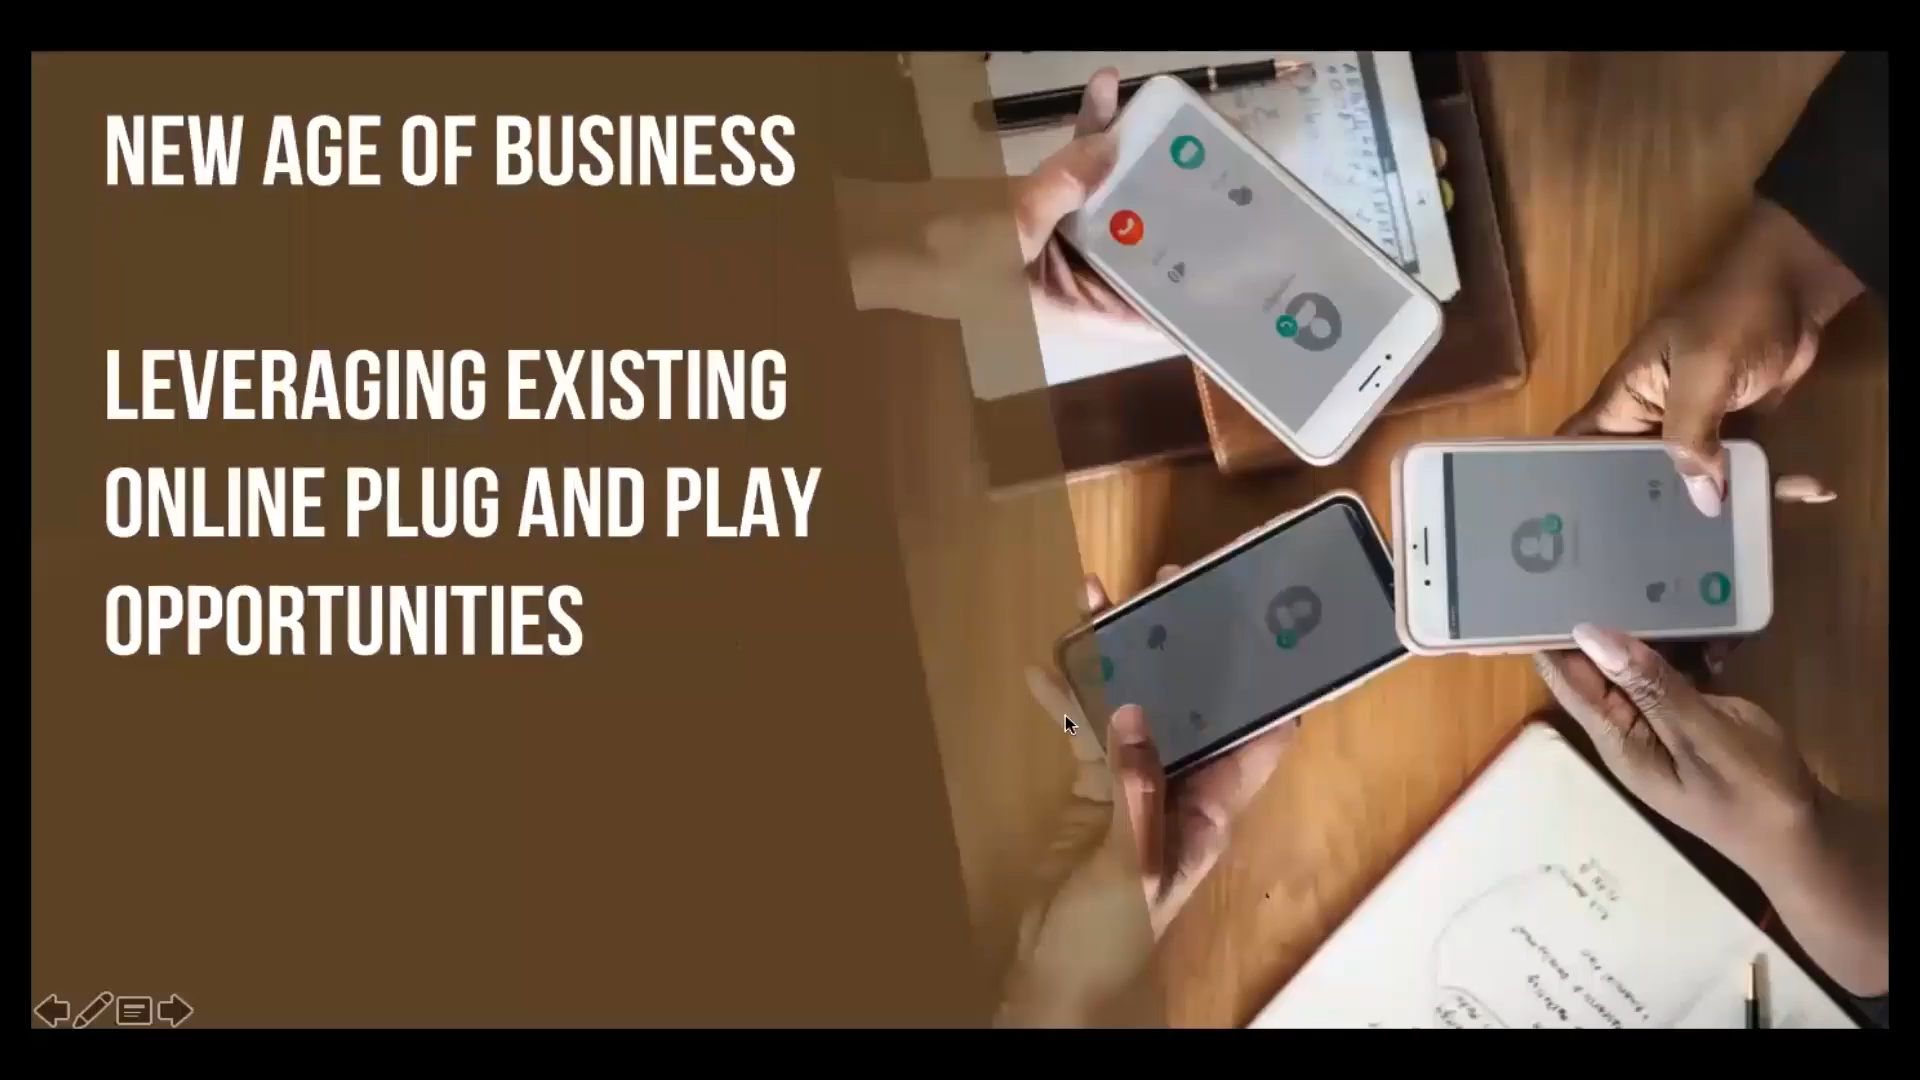 NEW AGE OF BUSINESS
LEVERAGING EXISTING
ONLINE PLUG AND PLAY
OPPORTUNITIES